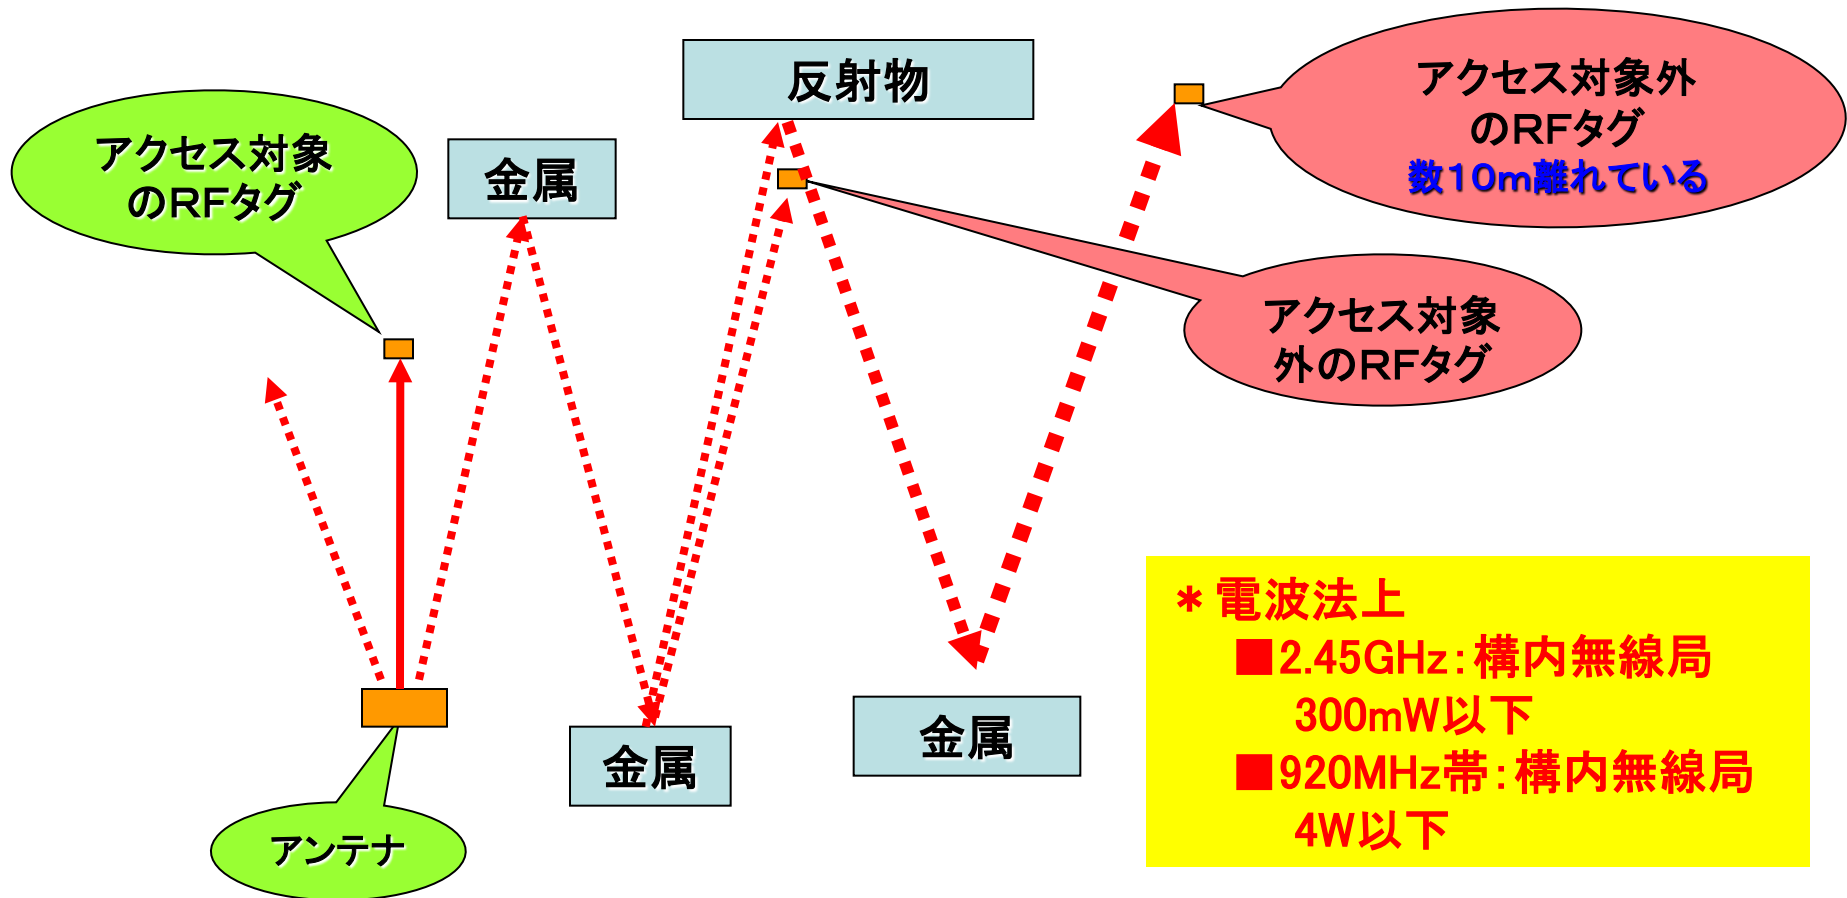 反射物
アクセス対象外
のRFタグ
数10m離れている
アクセス対象
のRFタグ
金属
アクセス対象
外のRFタグ
金属
金属
アンテナ
*電波法上
■2.45GHz:構内無線局
300mW以下
■920MHz帯:構内無線局
4W以下